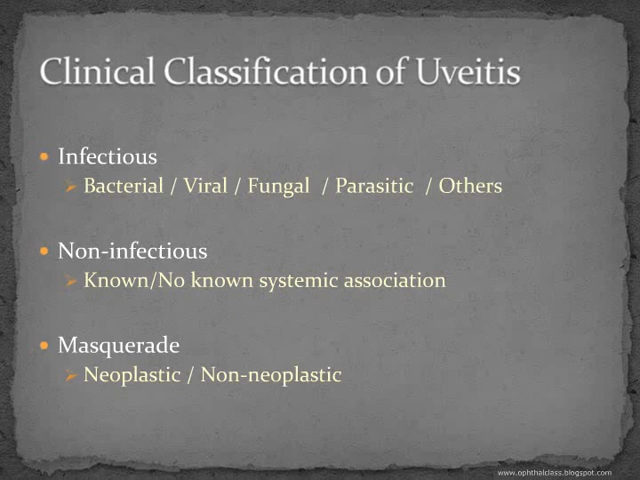 Clinical Classification of Uveitis
Infectious
Bacterial / Viral / Fungal / Parasitic / Others
Non-infectious
Known/No known systemic association
Masquerade
Neoplastic / Non-neoplastic
www.ophthalclass.blogspot.com